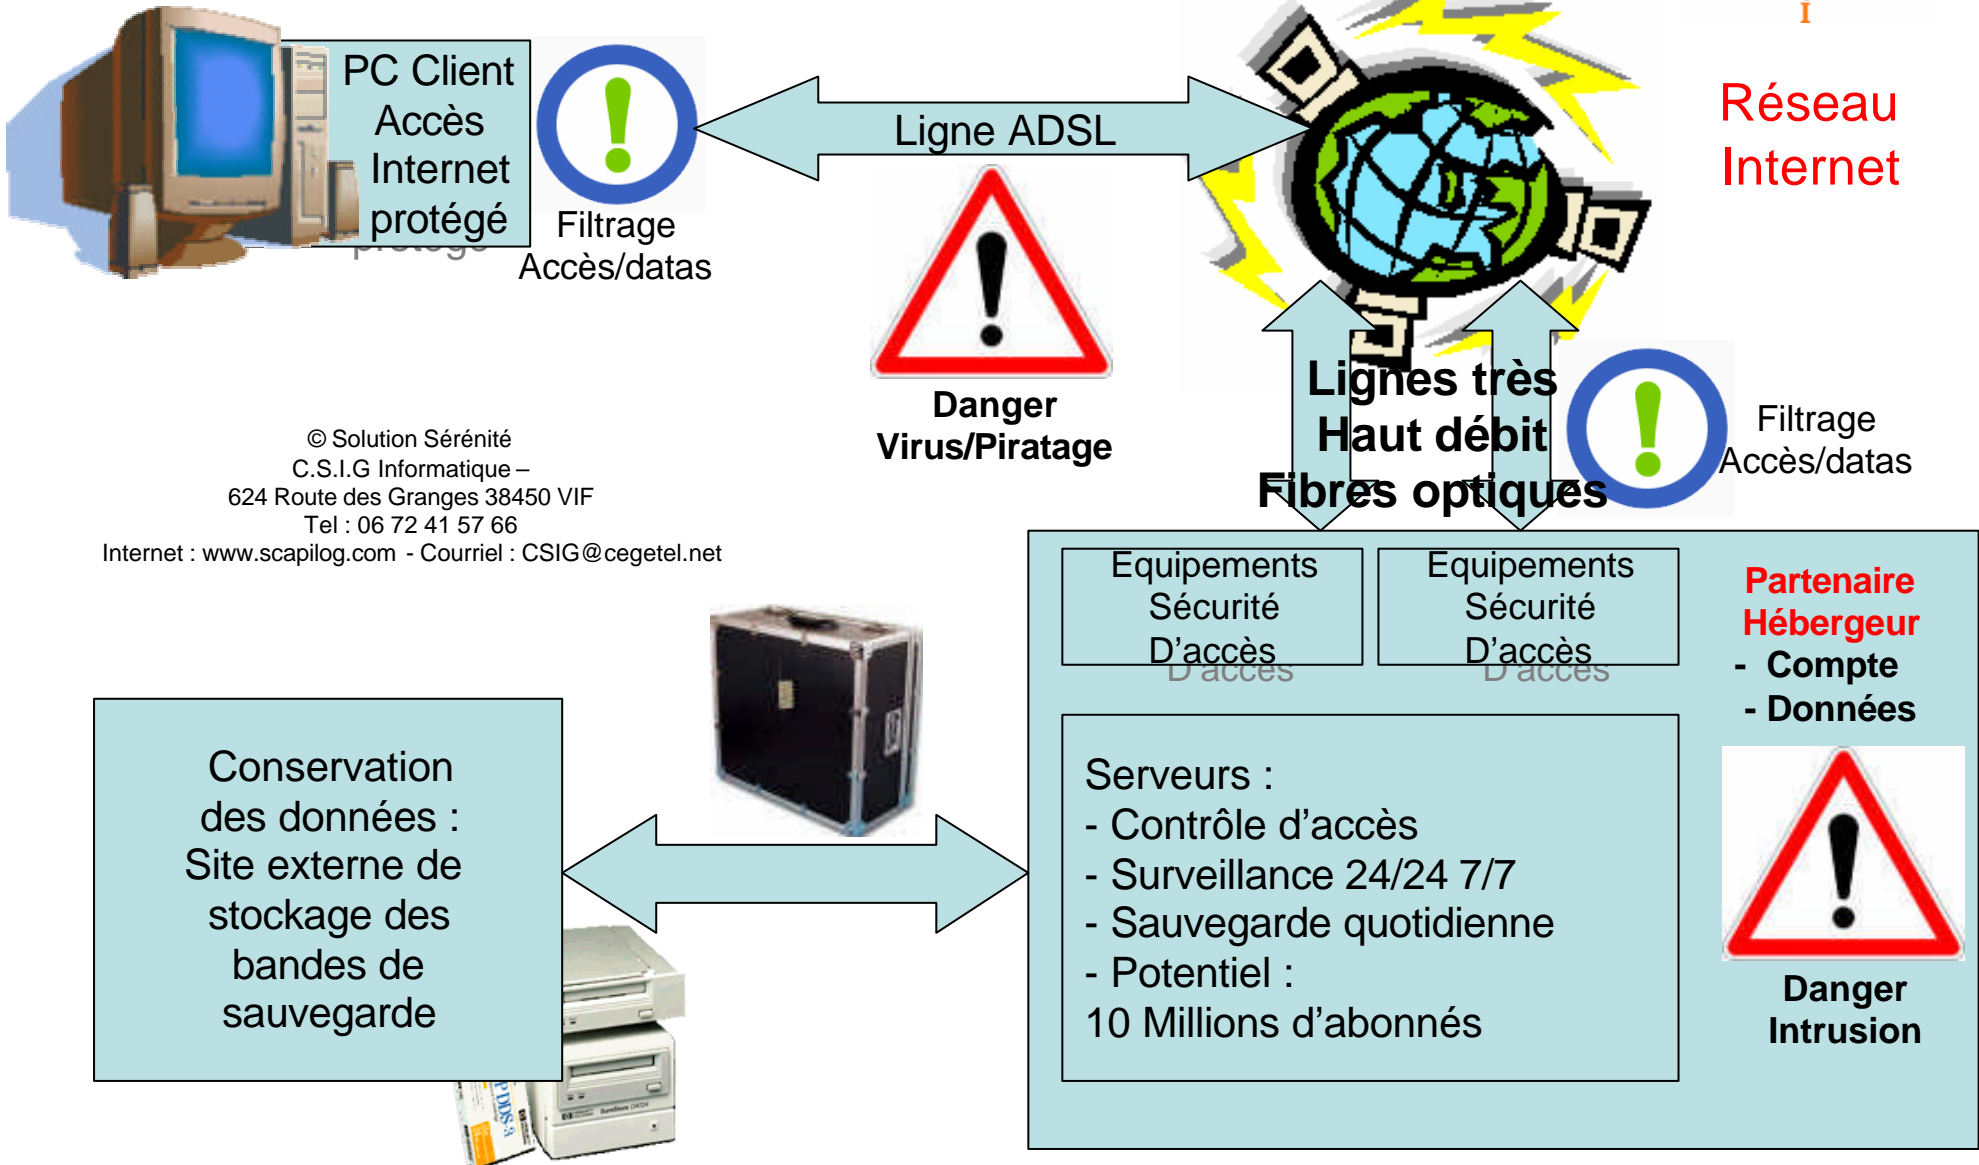 I
PC Client
Accès
Internet
protégé
Filtrage
Accès/datas
Ligne ADSL
Réseau
Internet
Danger
Virus/Piratage
Lignes très
Haut débit
Fibres optiques
Filtrage
Accès/datas
© Solution Sérénité
C.S.I.G Informatique –
624 Route des Granges 38450 VIF
Tel : 06 72 41 57 66
Internet : www.scapilog.com - Courriel : CSIG@cegetel.net
Equipements
Sécurité
D'accès
Equipements
Sécurité
D'accès
Partenaire
Hébergeur
- Compte
- Données
Conservation
des données :
Site externe de
stockage des
bandes de
sauvegarde
Serveurs :
- Contrôle d'accès
- Surveillance 24/24 7/7
- Sauvegarde quotidienne
- Potentiel :
10 Millions d'abonnés
Danger
Intrusion
DDS-3